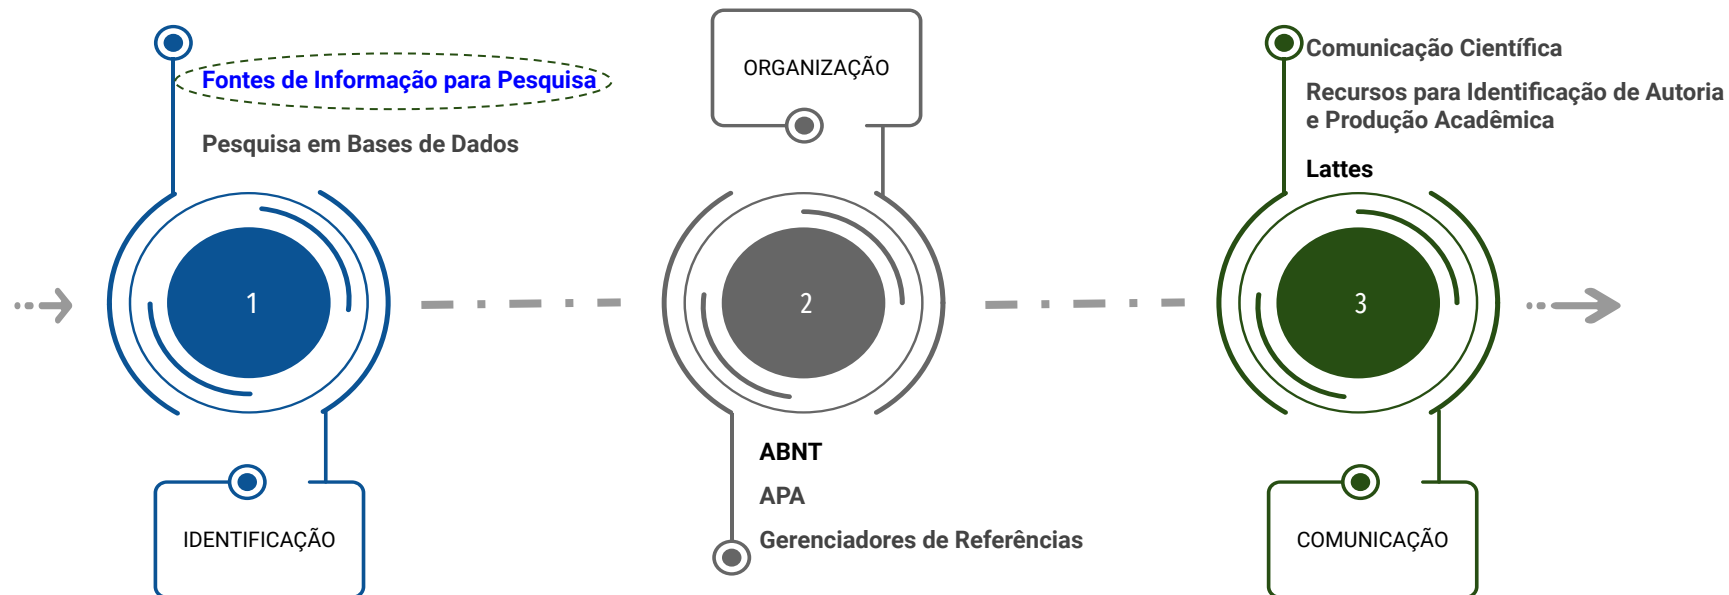 Fontes de Informação para Pesquisa
Pesquisa em Bases de Dados
1
IDENTIFICAÇÃO
ORGANIZAÇÃO
2
ABNT
APA
Gerenciadores de Referências
Comunicação Científica
Recursos para Identificação de Autoria
e Produção Acadêmica
Lattes
3
COMUNICAÇÃO